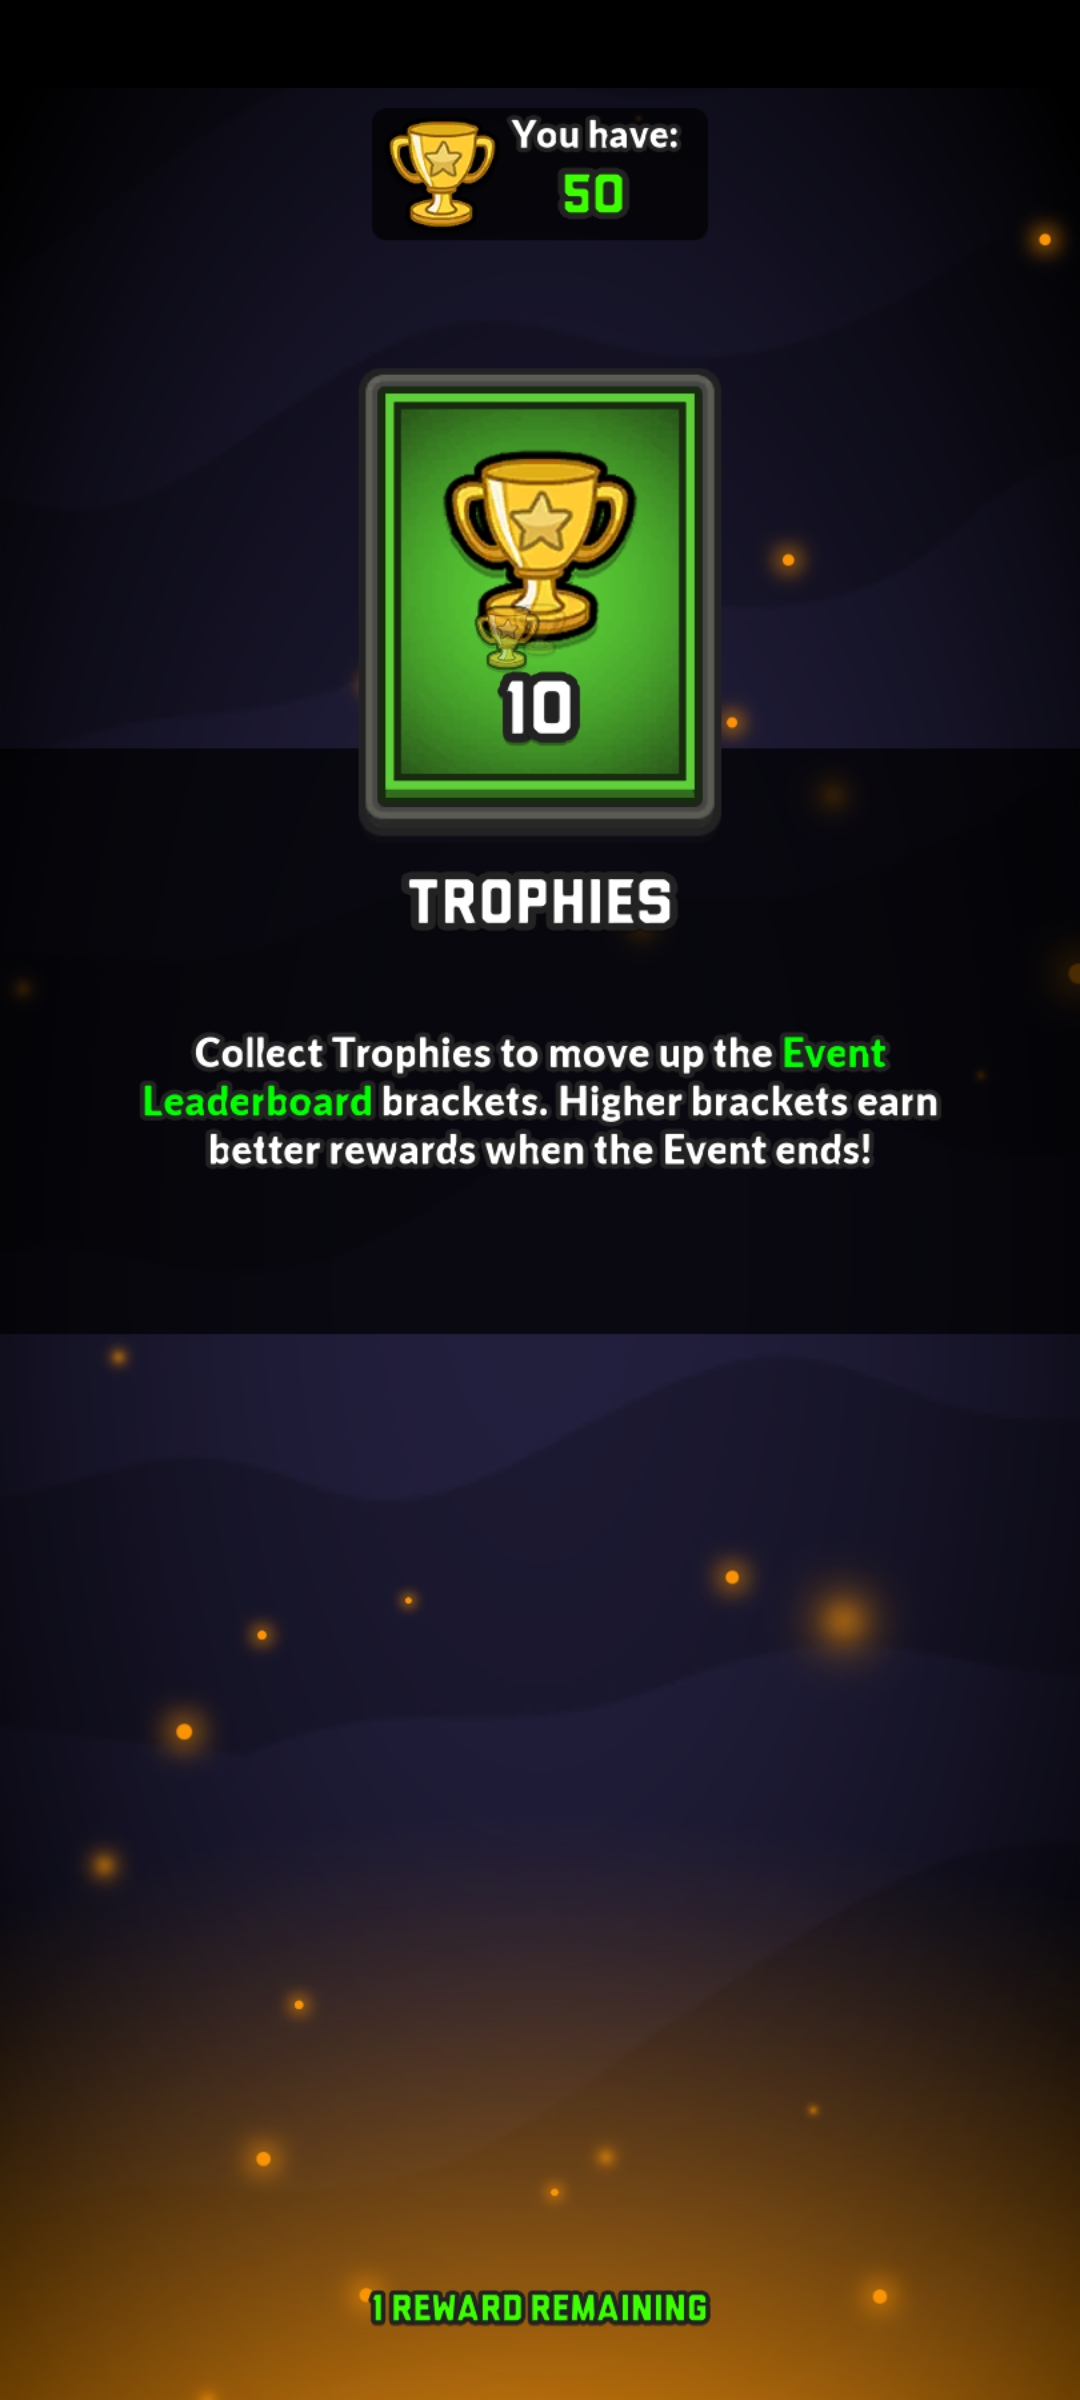 You have:
50
10
TROPHIES
Collect Trophies to move up the Event
Leaderboard brackets. Higher brackets earn
better rewards when the Event ends!
1 REWARD REMAINING